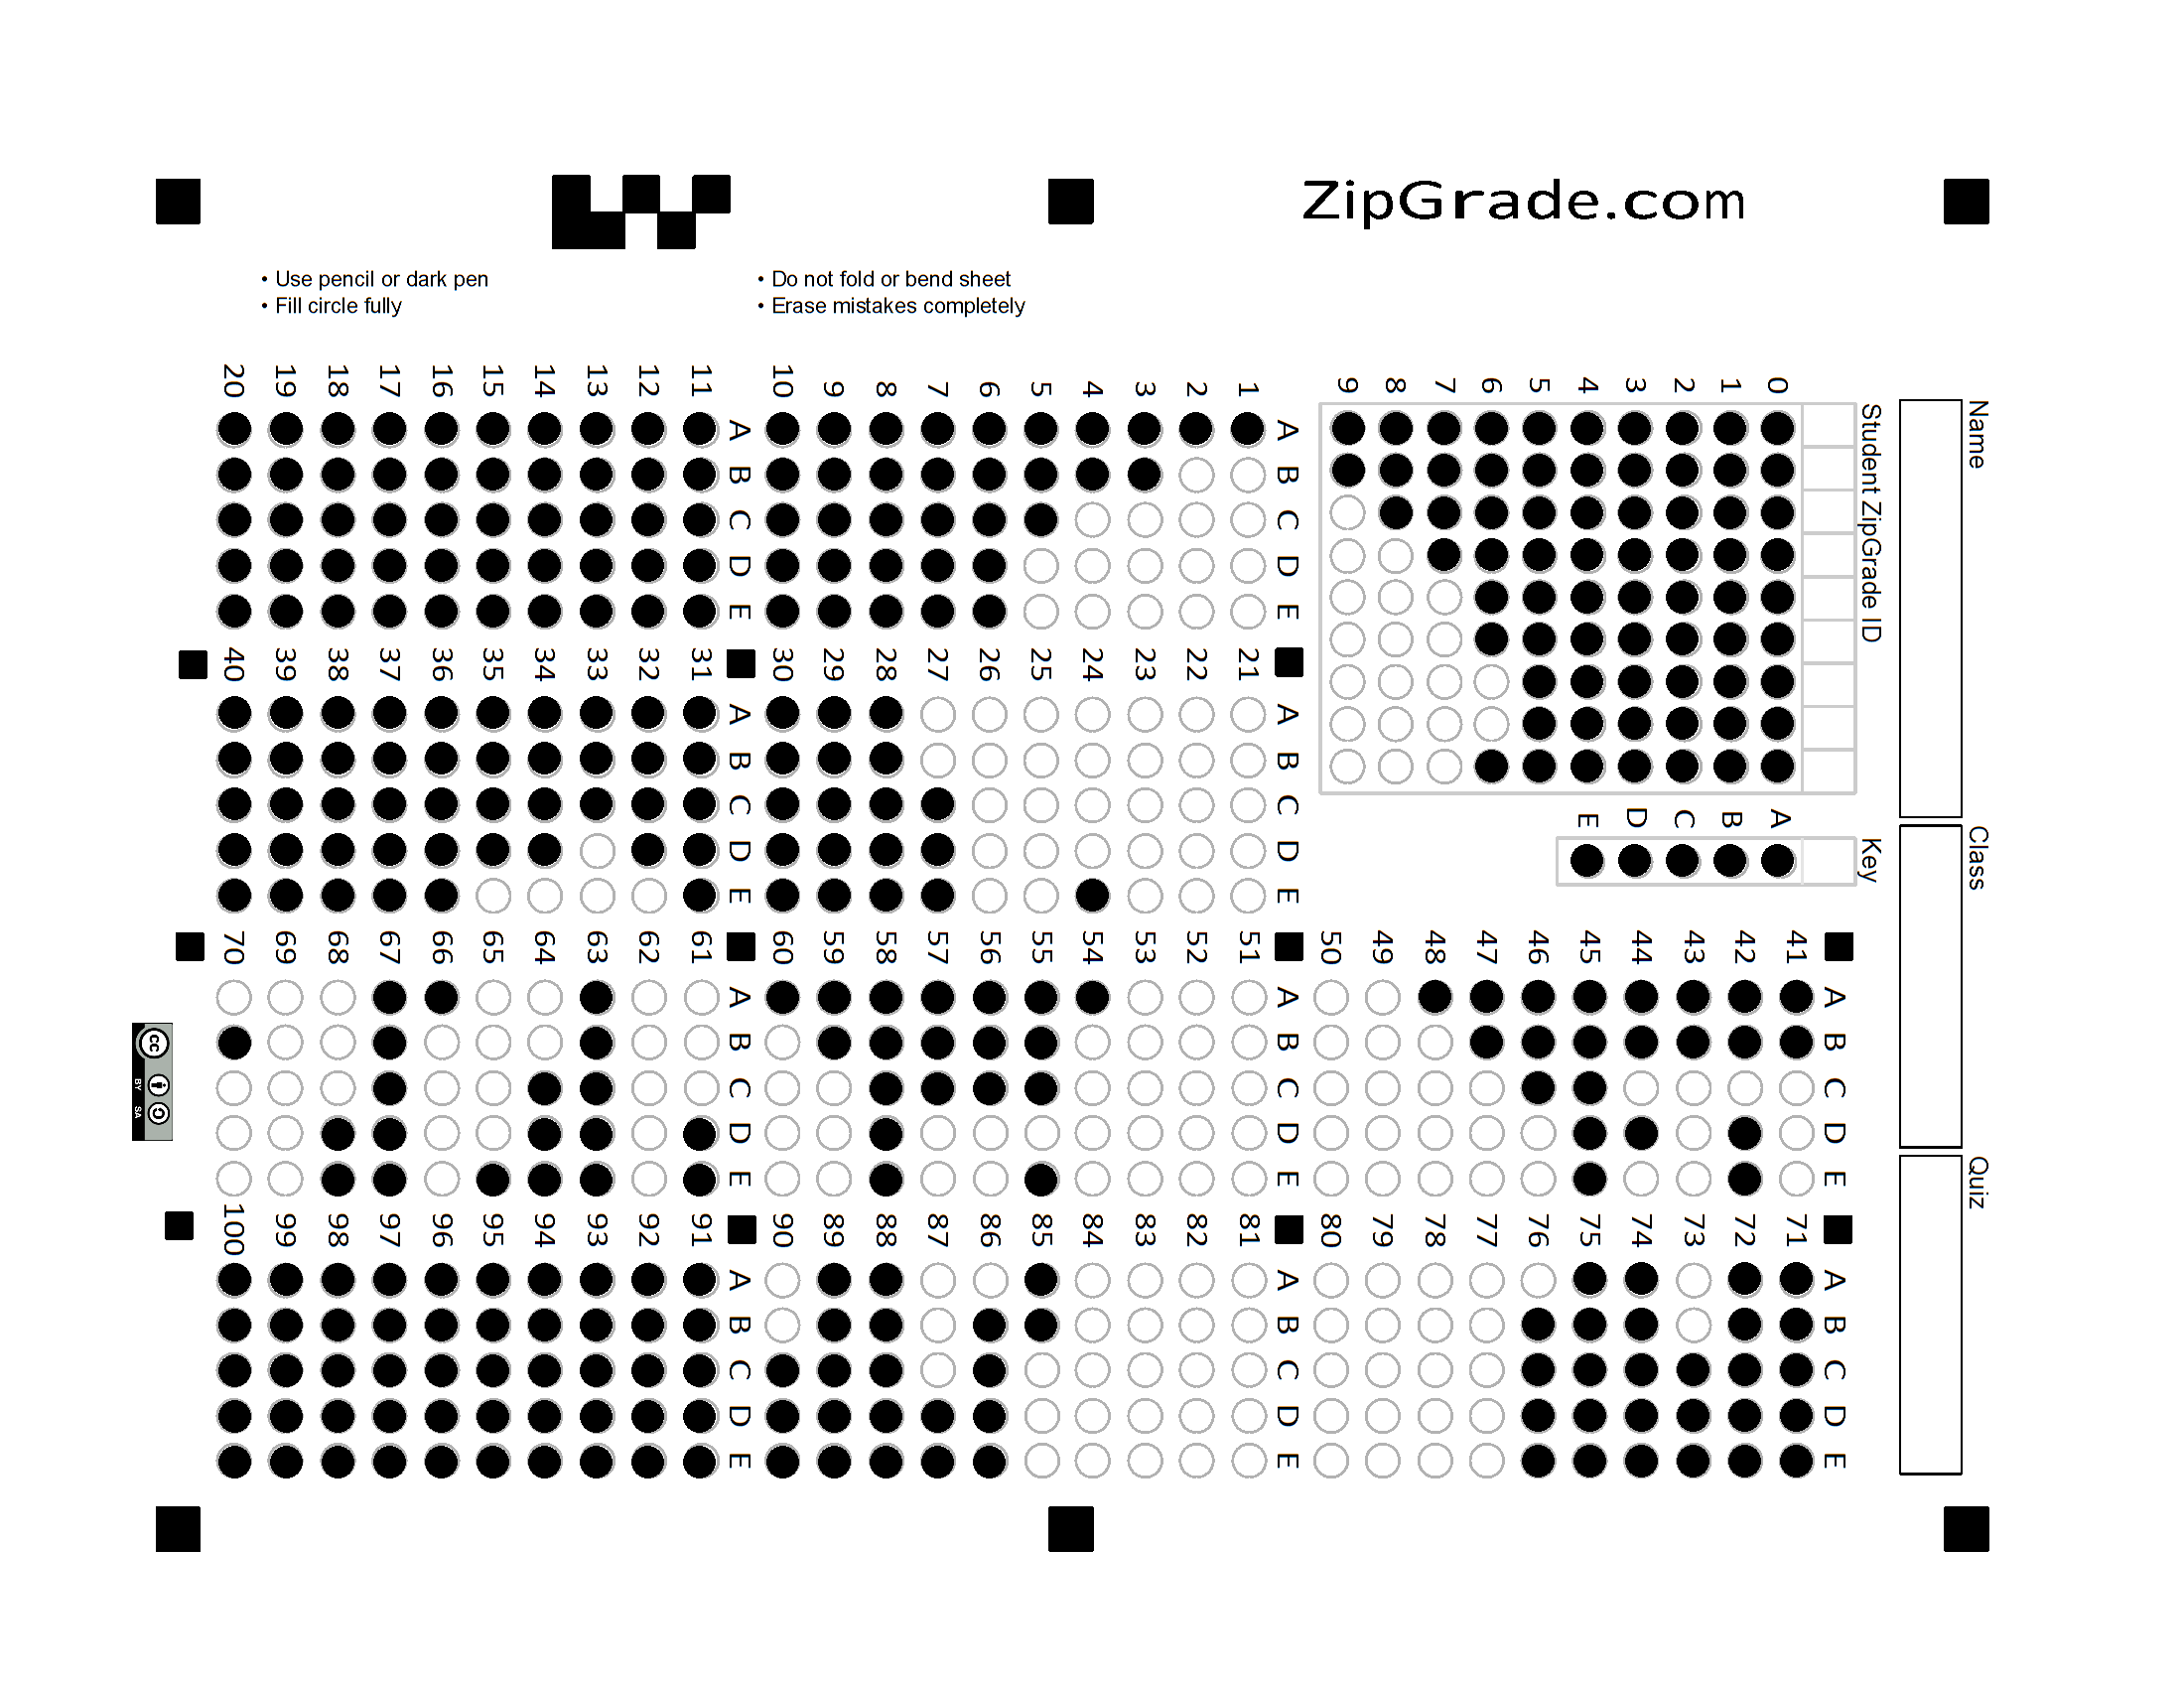 ZipGrade.com
• Use pencil or dark pen
• Fill circle fully
• Do not fold or bend sheet
• Erase mistakes completely
Name
Class
Quiz
Student ZipGrade ID
0 1 2 3 4 5 6 7 8 9
Key
A B C D E
A B C D E
1 2 3 4 5 6 7 8 9 10
A B C D E
11 12 13 14 15 16 17 18 19 20
A B C D E
21 22 23 24 25 26 27 28 29 30
A B C D E
31 32 33 34 35 36 37 38 39 40
A B C D E
41 42 43 44 45 46 47 48 49 50
A B C D E
51 52 53 54 55 56 57 58 59 60
A B C D E
61 62 63 64 65 66 67 68 69 70
A B C D E
71 72 73 74 75 76 77 78 79 80
A B C D E
81 82 83 84 85 86 87 88 89 90
A B C D E
91 92 93 94 95 96 97 98 99 100
A B C D E
cc
BY SA